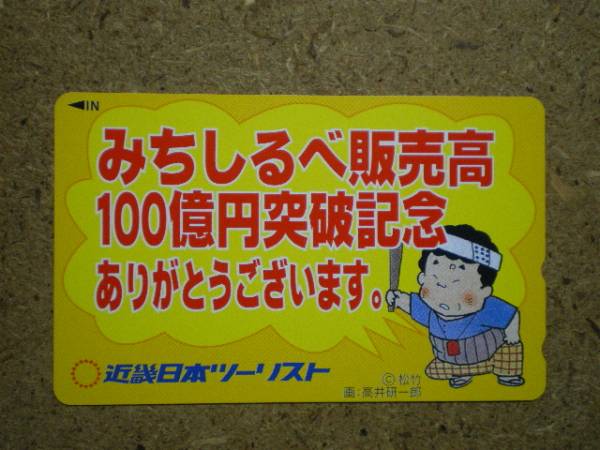 ◀IN
みちしるべ販売高
100億円突破記念
ありがとうございます。
近畿日本ツーリスト
©松竹
画：高井研一郎